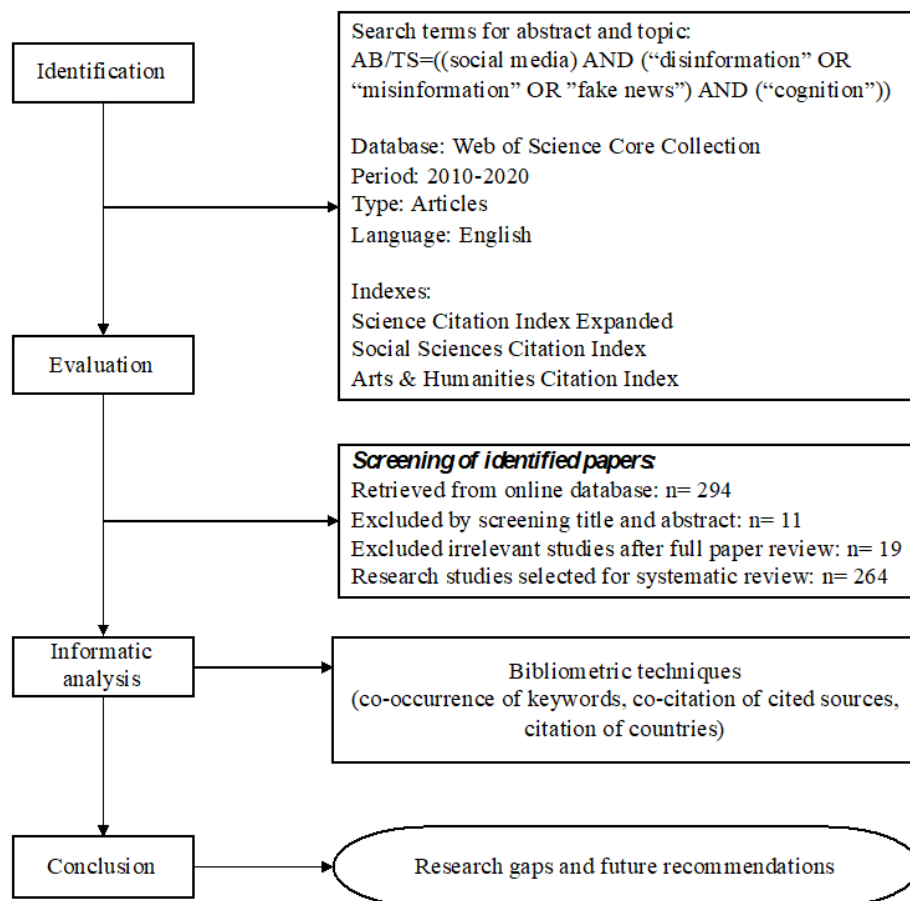 Identification
Search terms for abstract and topic:
AB/TS=((social media) AND (“disinformation” OR
“misinformation” OR ”fake news”) AND (“cognition”))
Database: Web of Science Core Collection
Period: 2010-2020
Type: Articles
Language: English
Indexes:
Science Citation Index Expanded
Social Sciences Citation Index
Arts & Humanities Citation Index
Evaluation
Screening of identified papers:
Retrieved from online database: n= 294
Excluded by screening title and abstract: n= 11
Excluded irrelevant studies after full paper review: n= 19
Research studies selected for systematic review: n= 264
Informatic
analysis
Bibliometric techniques
(co-occurrence of keywords, co-citation of cited sources,
citation of countries)
Conclusion
Research gaps and future recommendations